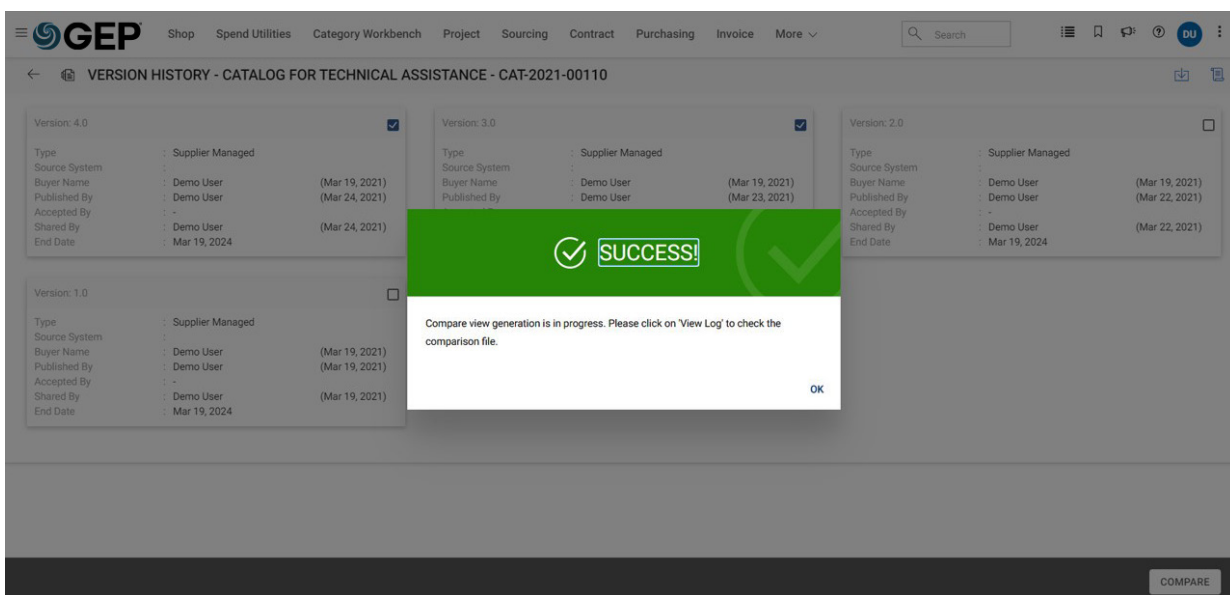 GEP Shop Spend Utilities Category Workbench Project Sourcing Contract Purchasing Invoice More Search DU
VERSION HISTORY - CATALOG FOR TECHNICAL ASSISTANCE - CAT-2021-00110
Version: 4.0
Type : Supplier Managed
Source System :
Buyer Name : Demo User (Mar 19, 2021)
Published By : Demo User (Mar 24, 2021)
Accepted By : -
Shared By : Demo User (Mar 24, 2021)
End Date : Mar 19, 2024
Version: 3.0
Type : Supplier Managed
Source System :
Buyer Name : Demo User (Mar 19, 2021)
Published By : Demo User (Mar 23, 2021)
Version: 2.0
Type : Supplier Managed
Source System :
Buyer Name : Demo User (Mar 19, 2021)
Published By : Demo User (Mar 22, 2021)
Accepted By : -
Shared By : Demo User (Mar 22, 2021)
End Date : Mar 19, 2024
Version: 1.0
Type : Supplier Managed
Source System :
Buyer Name : Demo User (Mar 19, 2021)
Published By : Demo User (Mar 19, 2021)
Accepted By : -
Shared By : Demo User (Mar 19, 2021)
End Date : Mar 19, 2024
SUCCESS!
Compare view generation is in progress. Please click on 'View Log' to check the
comparison file.
OK
COMPARE